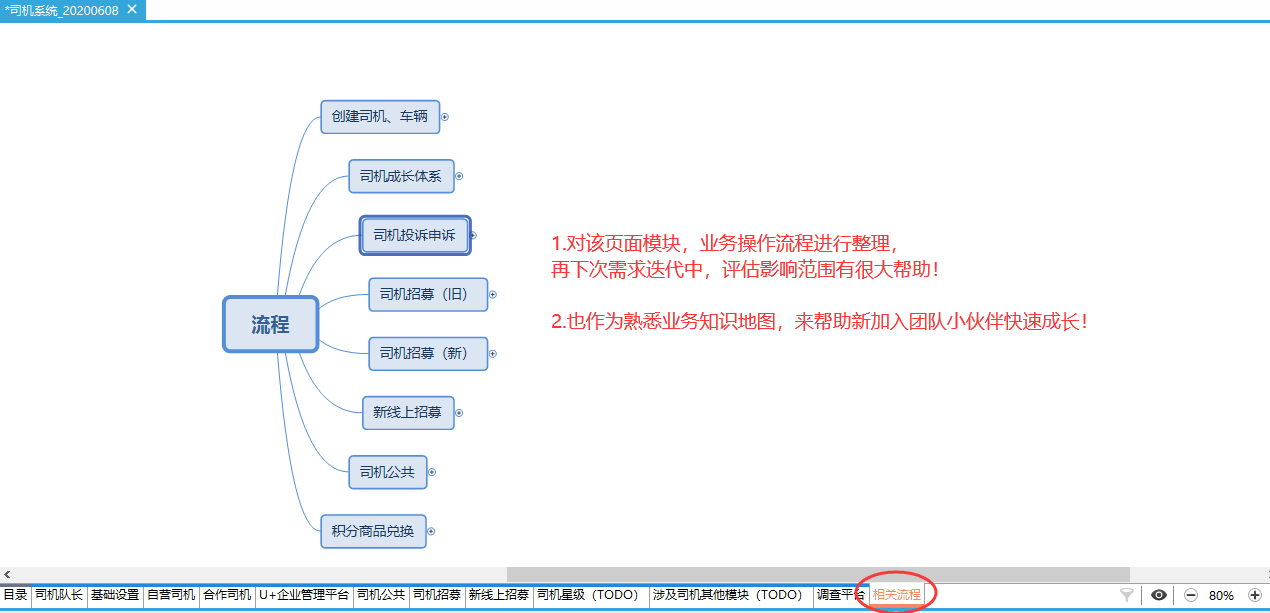 *司机系统_20200608
创建司机、车辆
司机成长体系
司机投诉申诉
司机招募（旧）
流程
司机招募（新）
新线上招募
司机公共
积分商品兑换
1.对该页面模块，业务操作流程进行整理，
再下次需求迭代中，评估影响范围有很大帮助！
2.也作为熟悉业务知识地图，来帮助新加入团队小伙伴快速成长！
目录 司机队长 基础设置 自营司机 合作司机 U+企业管理平台 司机公共 司机招募 新线上招募 司机星级（TODO） 涉及司机其他模块（TODO） 调查平台 相关流程 80%